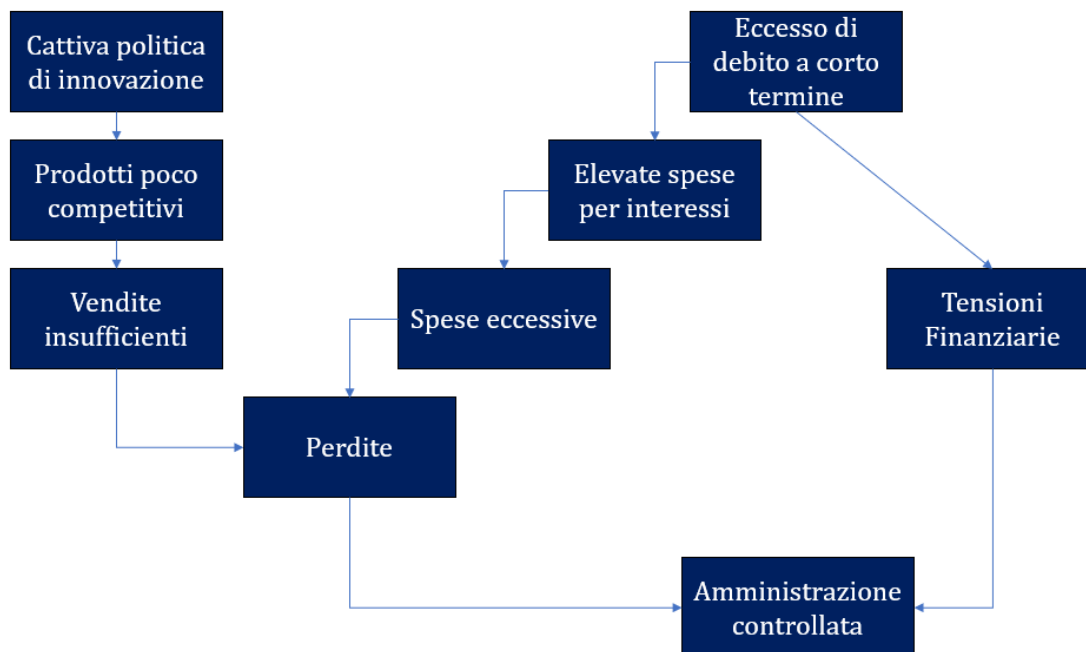 Cattiva politica
di innovazione
Eccesso di
debito a corto
termine
Prodotti poco
competitivi
Elevate spese
per interessi
Vendite
insufficienti
Spese eccessive
Tensioni
Finanziarie
Perdite
Amministrazione
controllata